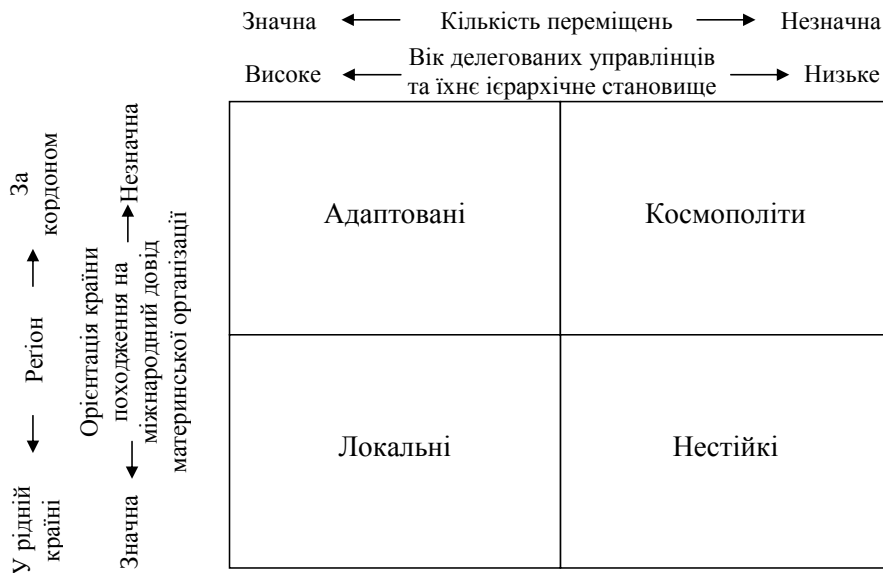 Значна Кількість переміщень Незначна
Високе Вік делегованих управлінців Низьке
та їхнє ієрархічне становище
За
кордоном
Регіон
У рідній
країні
Незначна
Орієнтація країни
походження на
міжнародний довід
материнської організації
Значна
Адаптовані Космополіти
Локальні Нестійкі